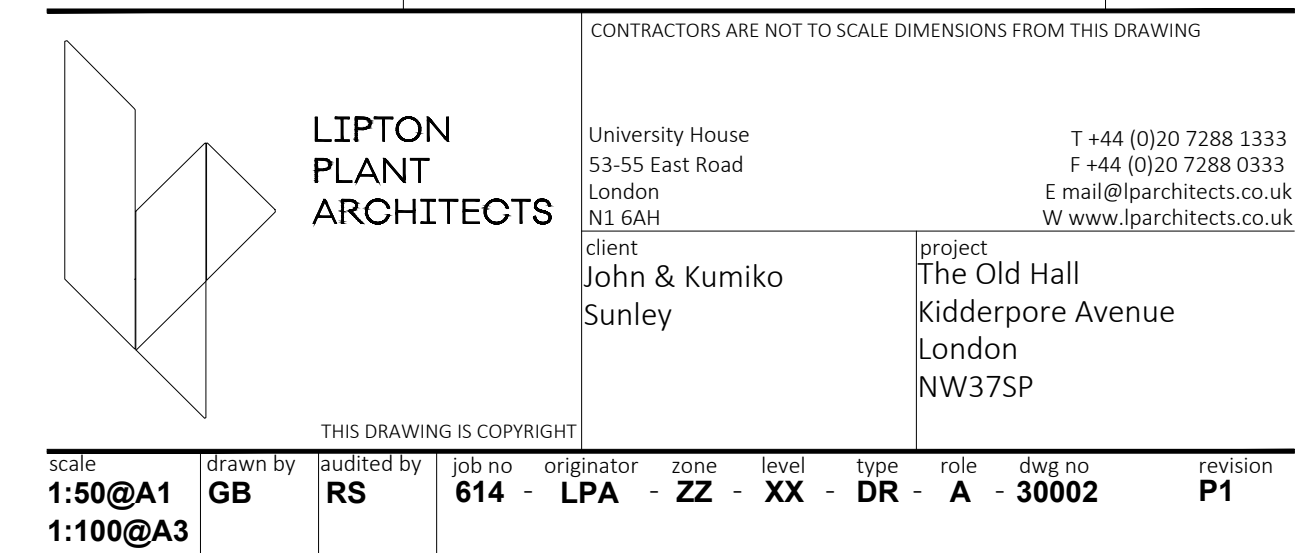 CONTRACTORS ARE NOT TO SCALE DIMENSIONS FROM THIS DRAWING
LIPTON
PLANT
ARCHITECTS
University House
53-55 East Road
London
N1 6AH
T +44 (0)20 7288 1333
F +44 (0)20 7288 0333
E mail@lparchitects.co.uk
W www.lparchitects.co.uk
client
John & Kumiko
Sunley
project
The Old Hall
Kidderpore Avenue
London
NW37SP
THIS DRAWING IS COPYRIGHT
scale drawn by audited by job no originator zone level type role dwg no revision
1:50@A1 GB RS 614 - LPA - ZZ - XX - DR - A - 30002 P1
1:100@A3